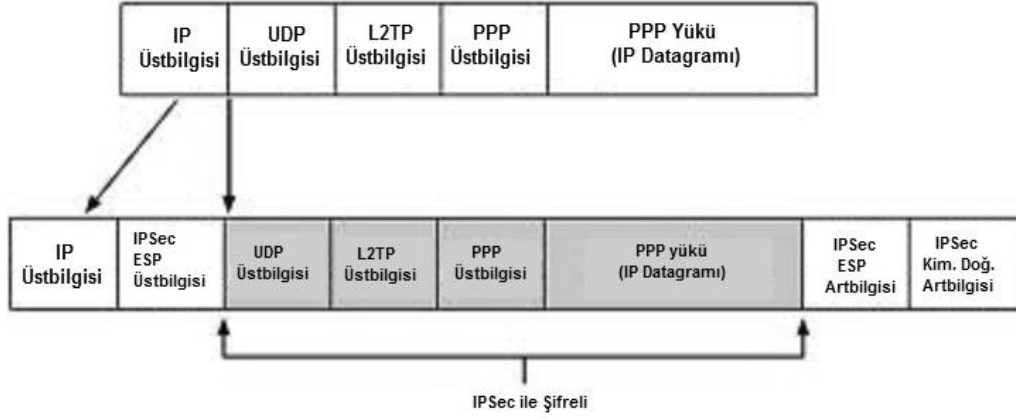 IP
Üstbilgisi
UDP
Üstbilgisi
L2TP
Üstbilgisi
PPP
Üstbilgisi
PPP Yükü
(IP Datagramı)
IP
Üstbilgisi
IPSec
ESP
Üstbilgisi
UDP
Üstbilgisi
L2TP
Üstbilgisi
PPP
Üstbilgisi
PPP yükü
(IP Datagramı)
IPSec
ESP
Artbilgisi
IPSec
Kim. Doğ.
Artbilgisi
IPSec ile Şifreli